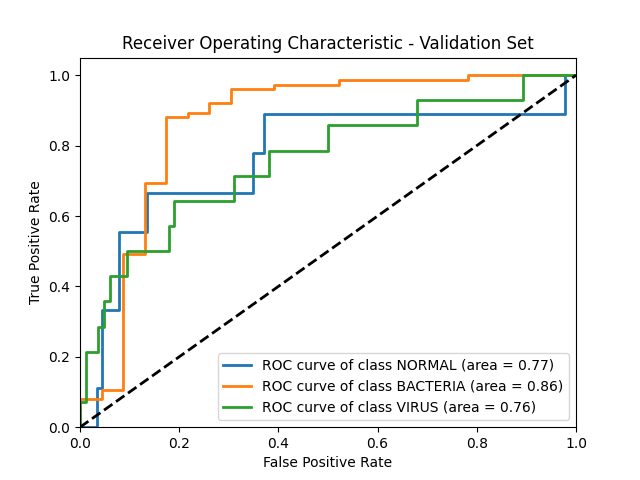 Receiver Operating Characteristic - Validation Set
True Positive Rate
1.0
0.8
0.6
0.4
0.2
0.0
ROC curve of class NORMAL (area = 0.77)
ROC curve of class BACTERIA (area = 0.86)
ROC curve of class VIRUS (area = 0.76)
0.0 0.2 0.4 0.6 0.8 1.0
False Positive Rate